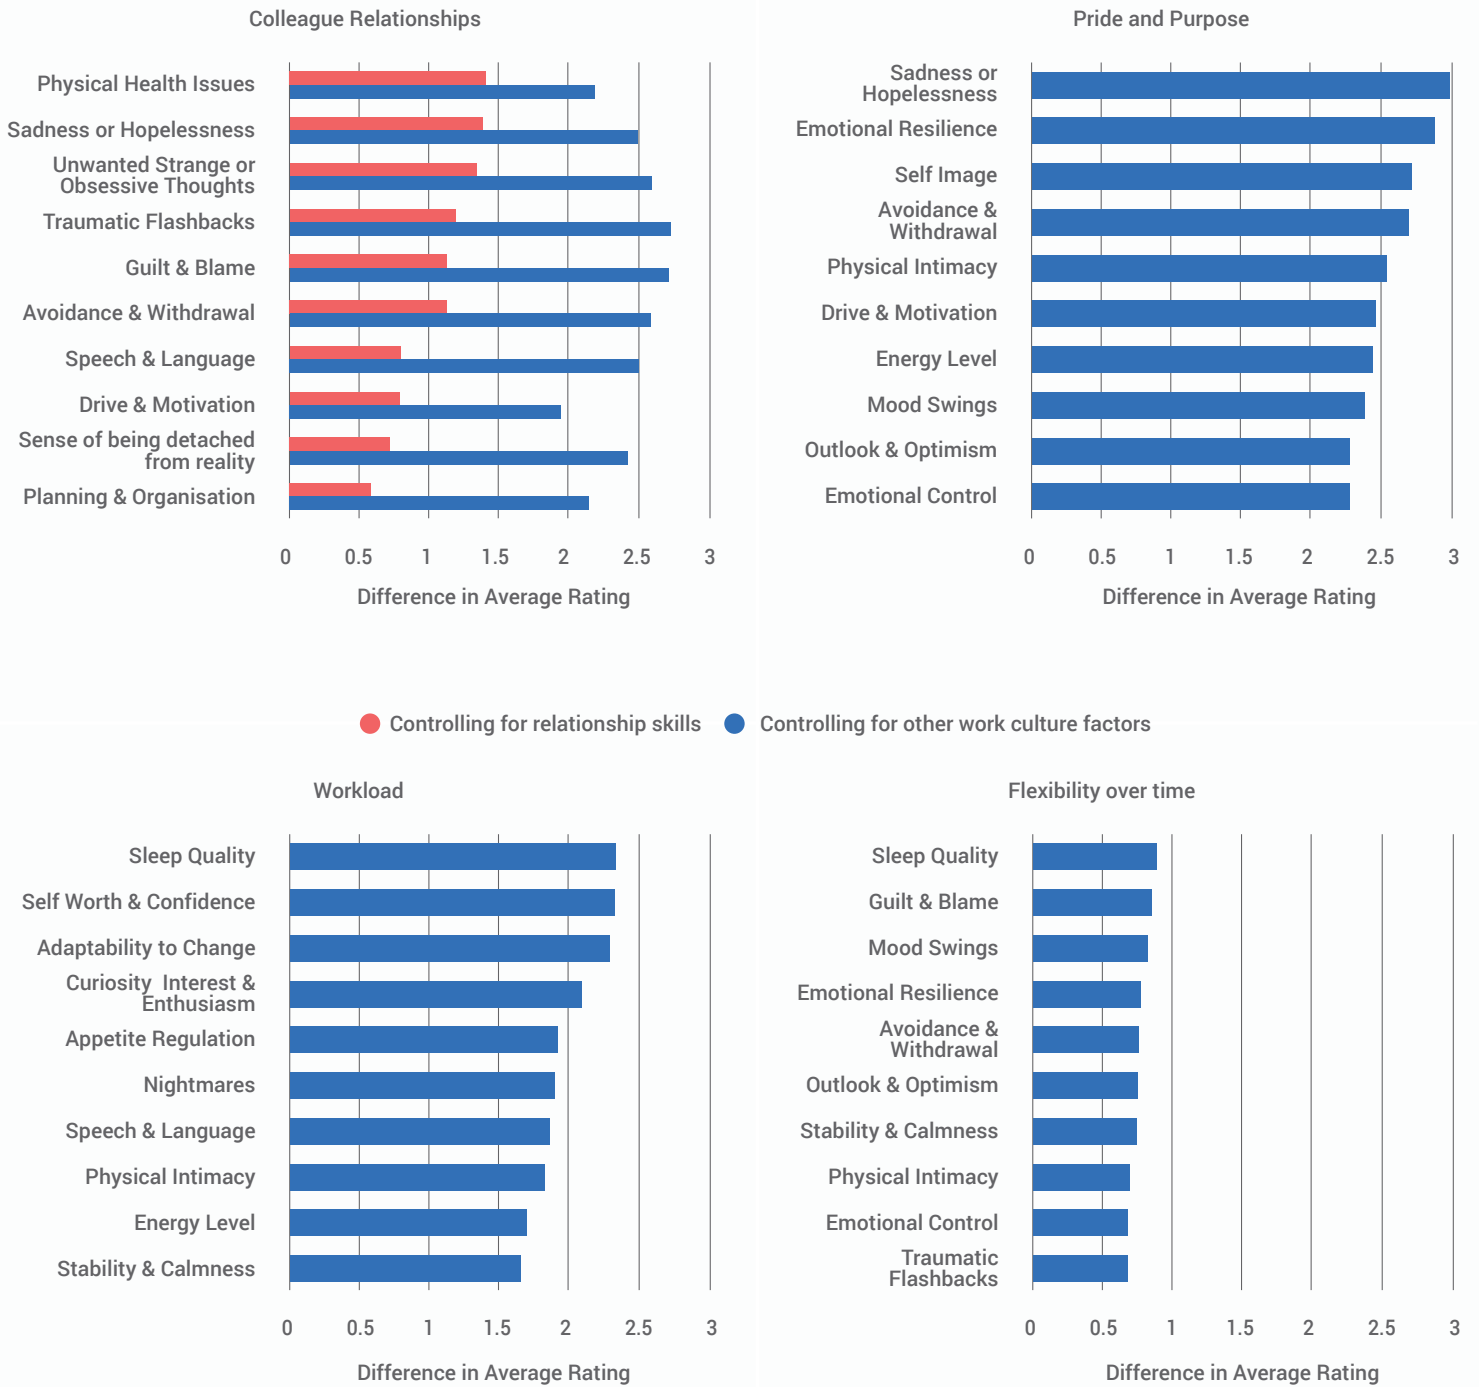 Colleague Relationships
Physical Health Issues
Sadness or Hopelessness
Unwanted Strange or
Obsessive Thoughts
Traumatic Flashbacks
Guilt & Blame
Avoidance & Withdrawal
Speech & Language
Drive & Motivation
Sense of being detached
from reality
Planning & Organisation
0 0.5 1 1.5 2 2.5 3
Difference in Average Rating
Pride and Purpose
Sadness or
Hopelessness
Emotional Resilience
Self Image
Avoidance &
Withdrawal
Physical Intimacy
Drive & Motivation
Energy Level
Mood Swings
Outlook & Optimism
Emotional Control
0 0.5 1 1.5 2 2.5 3
Difference in Average Rating
Controlling for relationship skills
Controlling for other work culture factors
Workload
Sleep Quality
Self Worth & Confidence
Adaptability to Change
Curiosity Interest &
Enthusiasm
Appetite Regulation
Nightmares
Speech & Language
Physical Intimacy
Energy Level
Stability & Calmness
0 0.5 1 1.5 2 2.5 3
Difference in Average Rating
Flexibility over time
Sleep Quality
Guilt & Blame
Mood Swings
Emotional Resilience
Avoidance &
Withdrawal
Outlook & Optimism
Stability & Calmness
Physical Intimacy
Emotional Control
Traumatic
Flashbacks
0 0.5 1 1.5 2 2.5 3
Difference in Average Rating